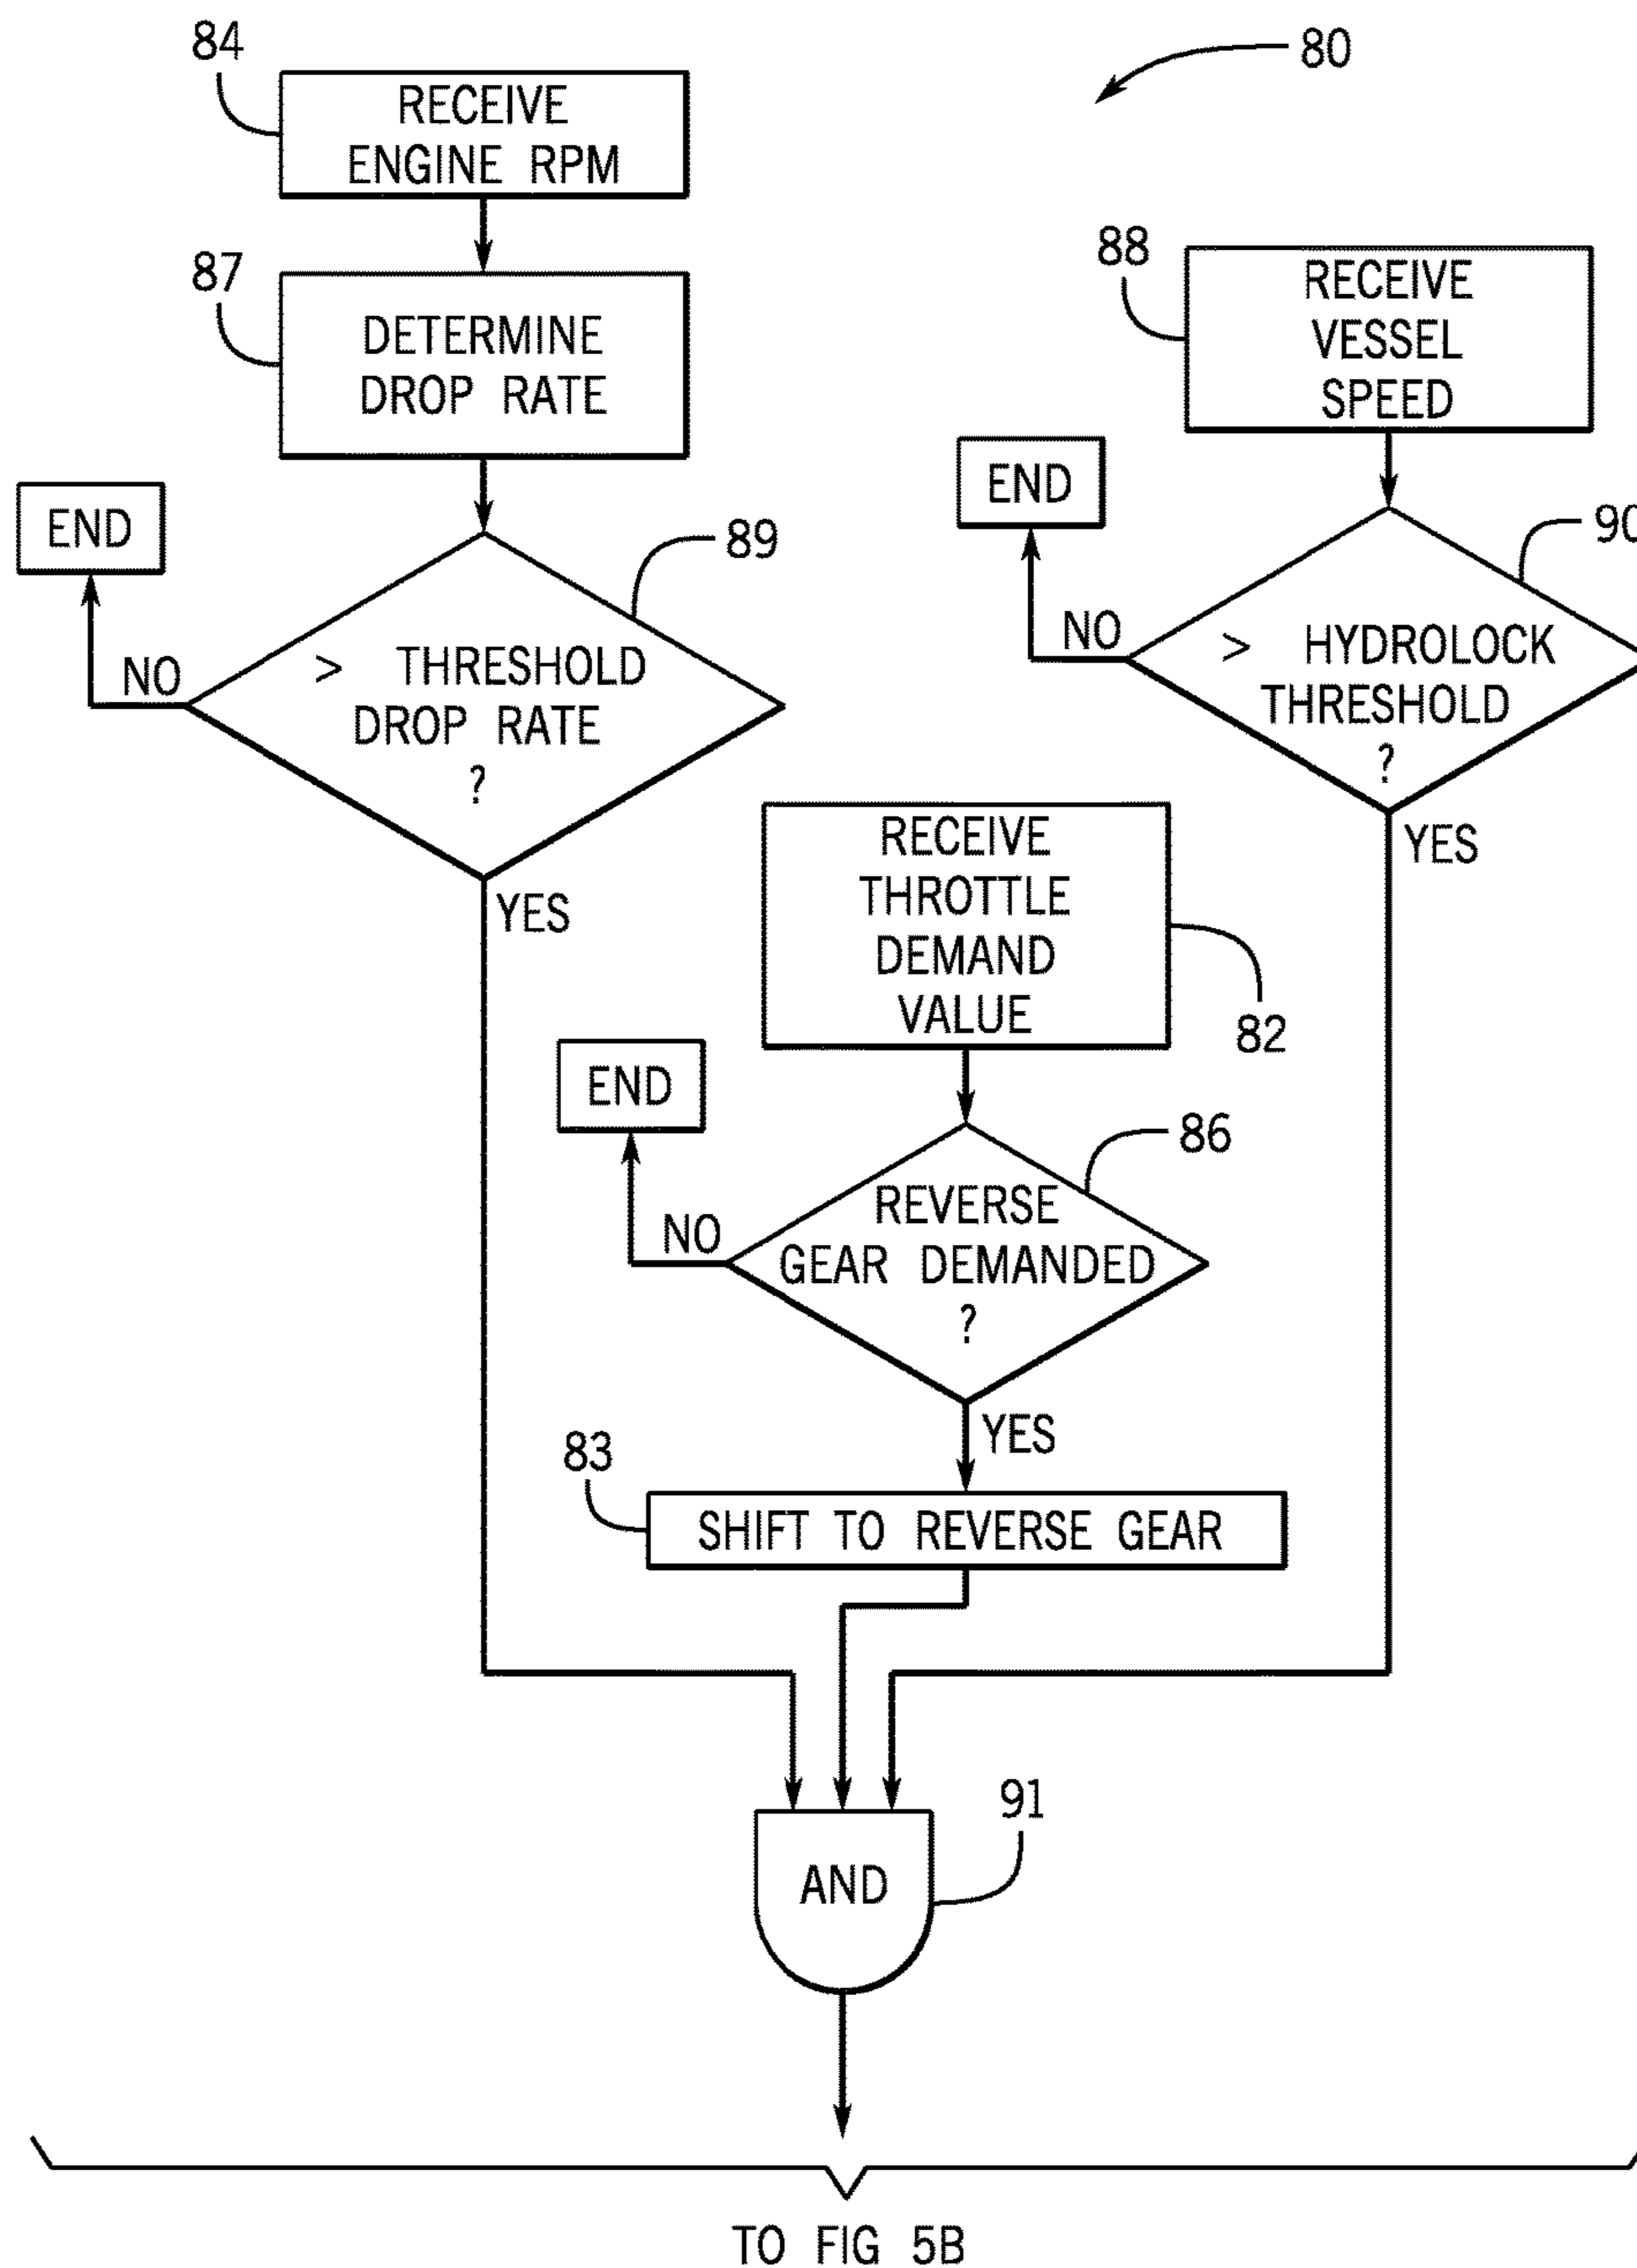 84
80
RECEIVE
ENGINE RPM
87
88
DETERMINE
DROP RATE
RECEIVE
VESSEL
SPEED
END
END
89
90
NO
> THRESHOLD
DROP RATE
?
NO
> HYDROLOCK
THRESHOLD
?
YES
YES
RECEIVE
THROTTLE
DEMAND
VALUE
82
END
86
NO
REVERSE
GEAR DEMANDED
?
YES
83
SHIFT TO REVERSE GEAR
91
AND
TO FIG 5B